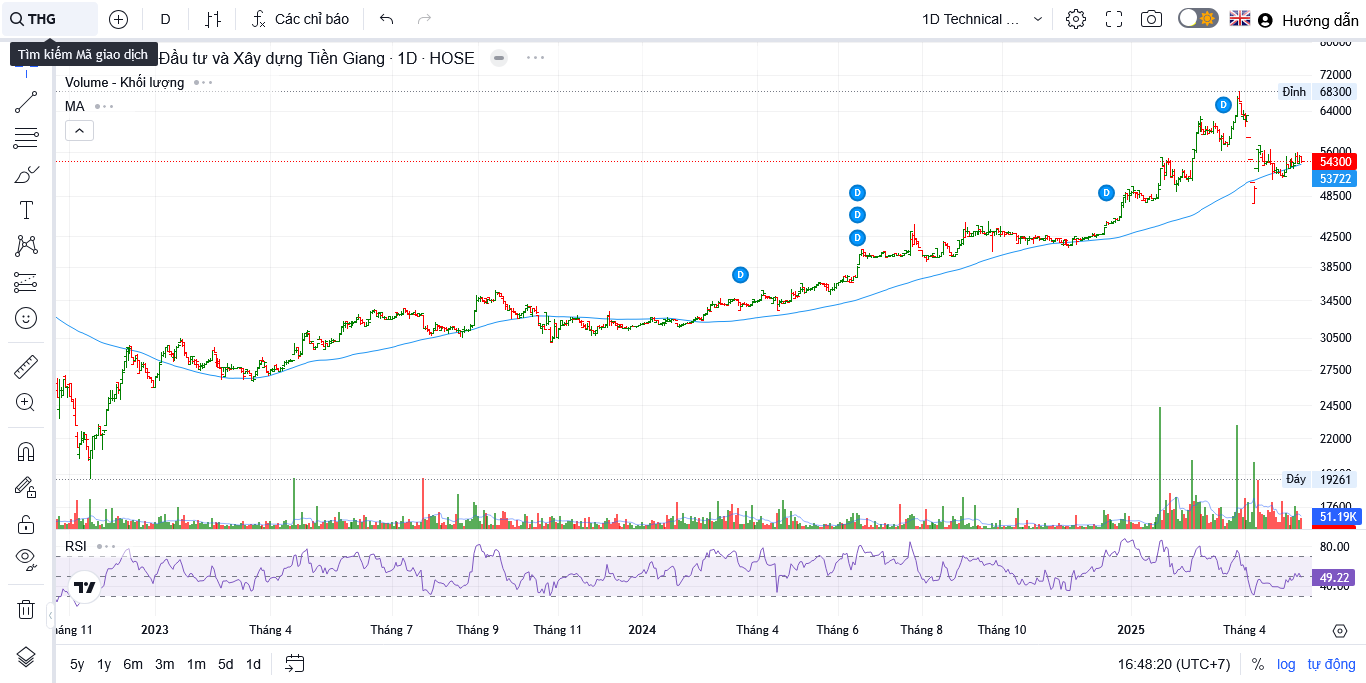 THG
D
Các chỉ báo
1D Technical ...
Hướng dẫn
Tìm kiếm Mã giao dịch
Đầu tư và Xây dựng Tiền Giang · 1D · HOSE
Volume - Khối lượng
MA
80000
72000
Đỉnh 68300
64000
56000
54300
53722
48500
42500
38500
34500
30500
27500
24500
22000
Đáy 19261
17600
51.19K
D
D
D
D
D
D
RSI
80.00
49.22
40.00
háng 11
2023
Tháng 4
Tháng 7
Tháng 9
Tháng 11
2024
Tháng 4
Tháng 6
Tháng 8
Tháng 10
2025
Tháng 4
5y 1y 6m 3m 1m 5d 1d
16:48:20 (UTC+7)
% log tự động